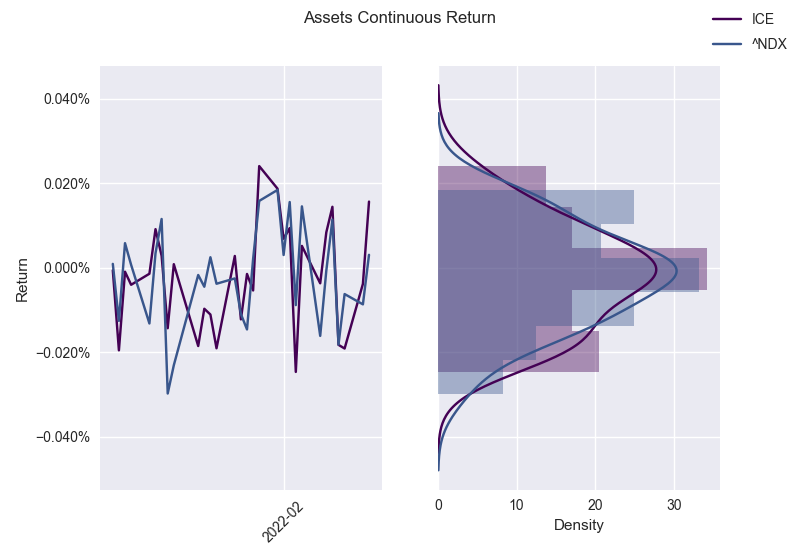 Assets Continuous Return
ICE
^NDX
0.040%
0.020%
0.000%
−0.020%
−0.040%
Return
2022-02
0
10
20
30
Density